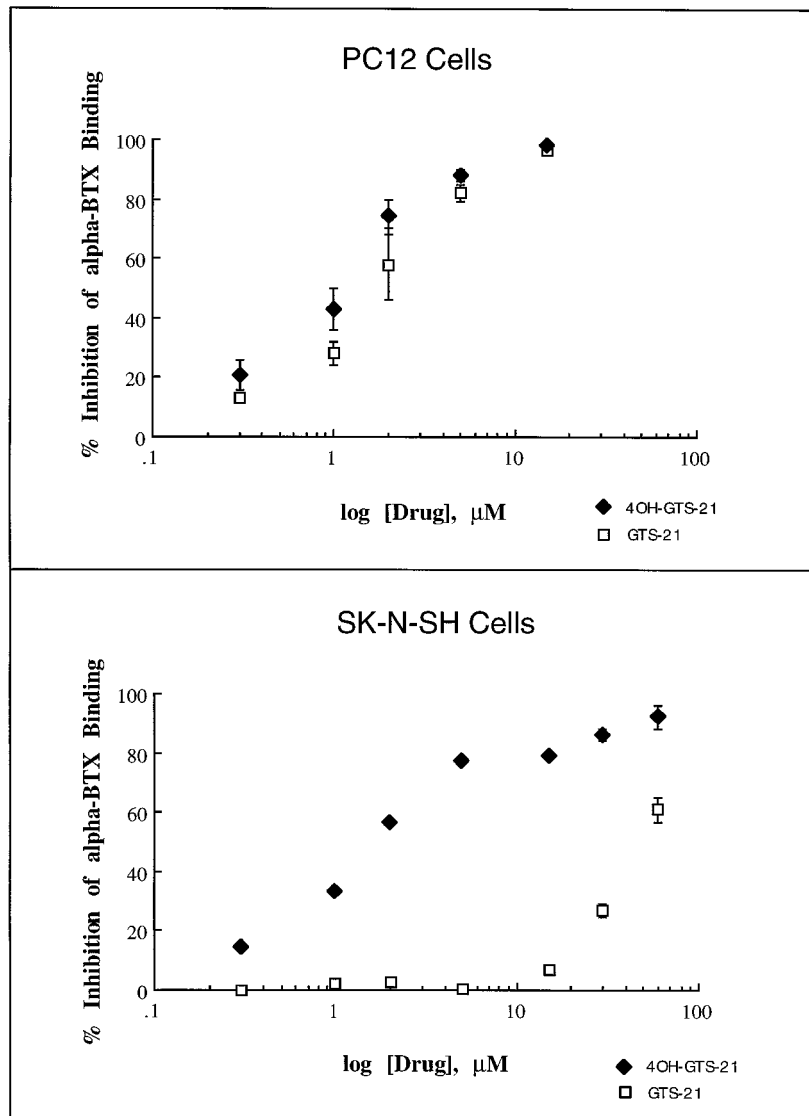 PC12 Cells
% Inhibition of alpha-BTX Binding
100
80
60
40
20
0
.1
1
10
100
log [Drug], μM
4OH-GTS-21
GTS-21
SK-N-SH Cells
% Inhibition of alpha-BTX Binding
100
80
60
40
20
0
.1
1
10
100
log [Drug], μM
4OH-GTS-21
GTS-21